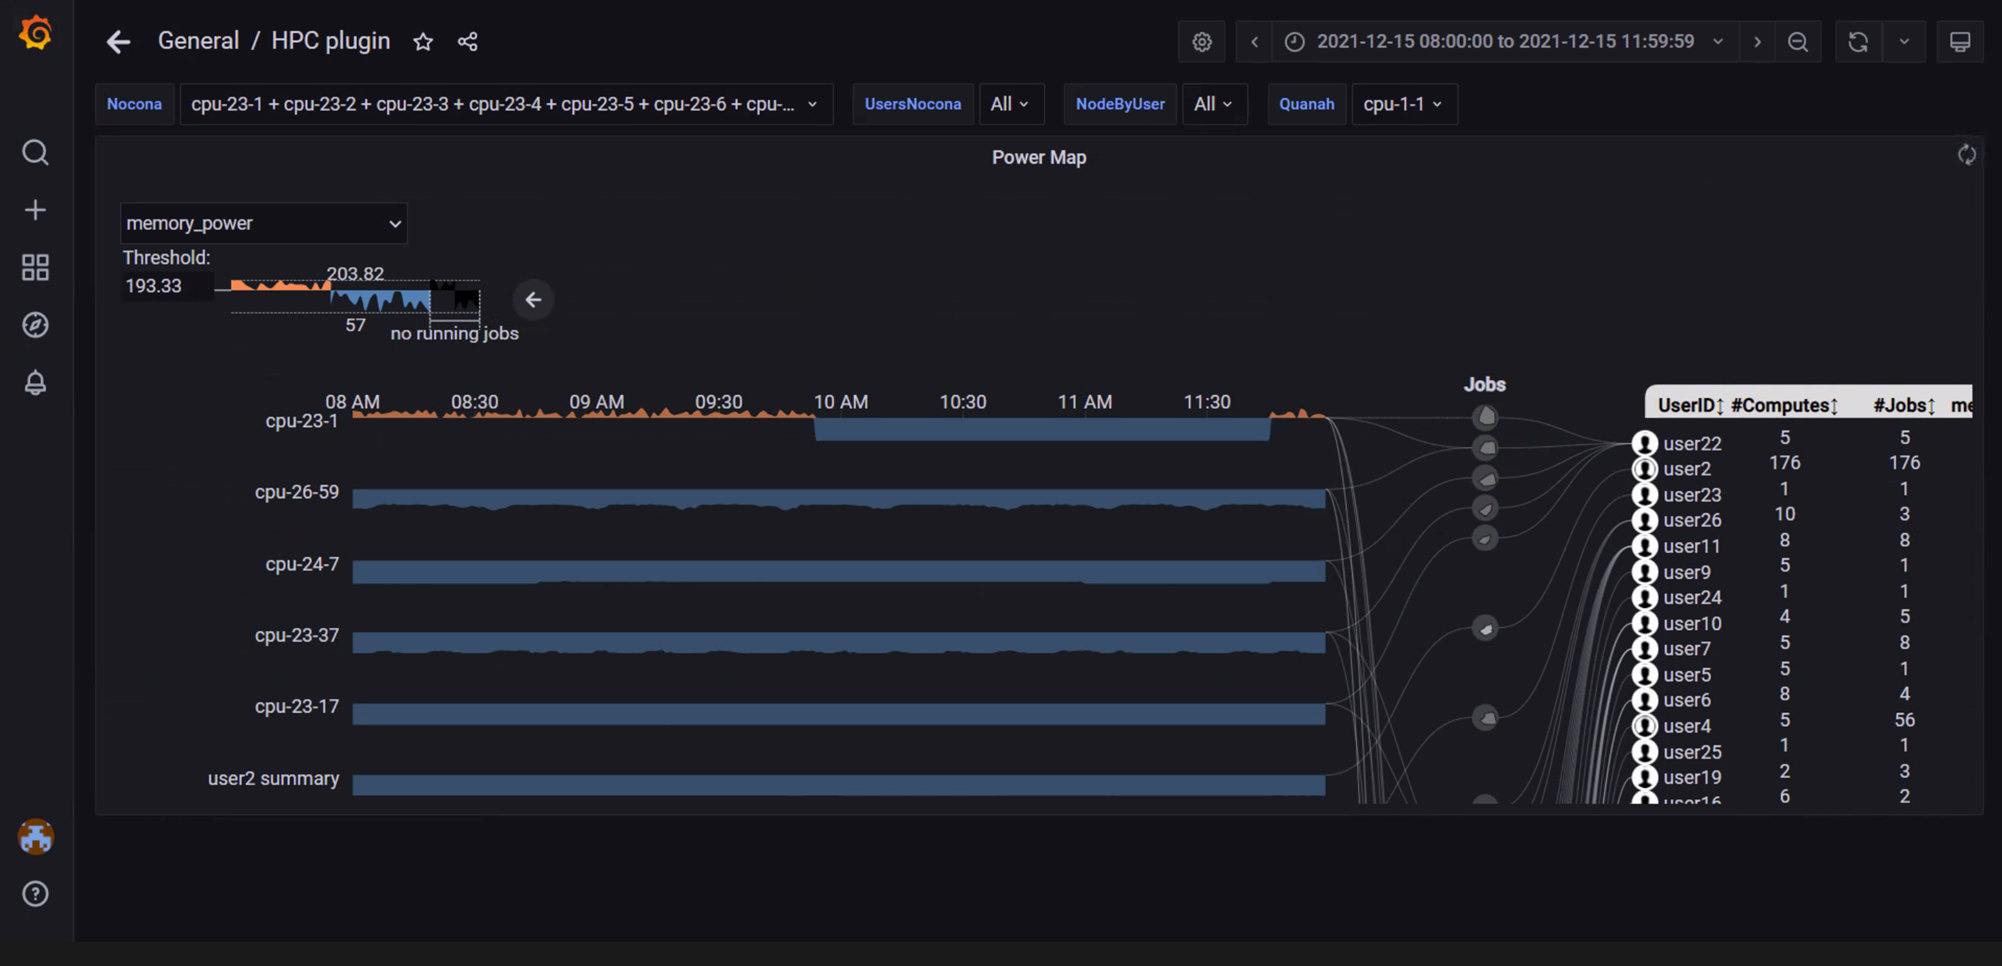 General / HPC plugin
2021-12-15 08:00:00 to 2021-12-15 11:59:59
Nocona cpu-23-1 + cpu-23-2 + cpu-23-3 + cpu-23-4 + cpu-23-5 + cpu-23-6 + cpu-... UsersNocona All NodeByUser All Quanah cpu-1-1
Power Map
memory_power
Threshold:
193.33
203.82
57
no running jobs
08 AM 08:30 09 AM 09:30 10 AM 10:30 11 AM 11:30
cpu-23-1
cpu-26-59
cpu-24-7
cpu-23-37
cpu-23-17
user2 summary
Jobs
UserID↕ #Computes↕ #Jobs↕ me
user22 5 5
user2 176 176
user23 1 1
user26 10 3
user11 8 8
user9 5 1
user24 1 1
user10 4 5
user7 5 8
user5 5 1
user6 8 4
user4 5 56
user25 1 1
user19 2 3
user16 6 2